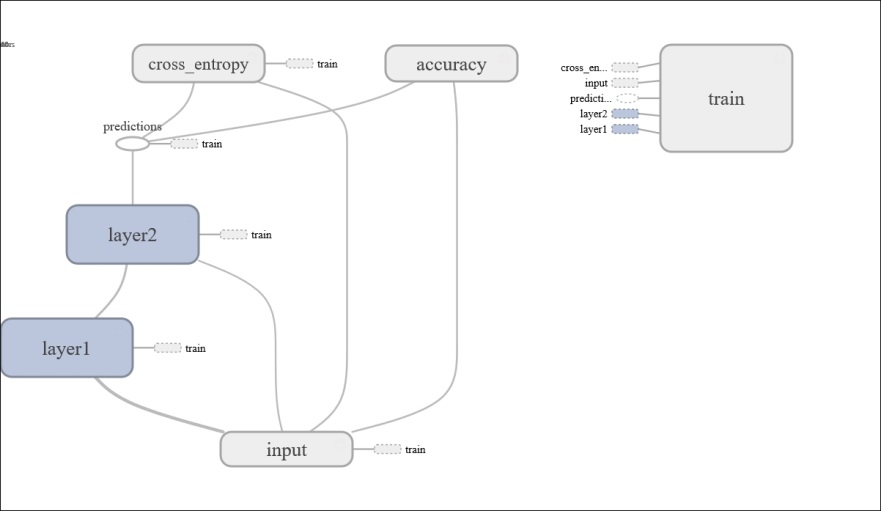 cross_entropy
train
accuracy
cross_en...
input
predicti...
layer2
layer1
train
predictions
train
layer2
train
layer1
train
input
train